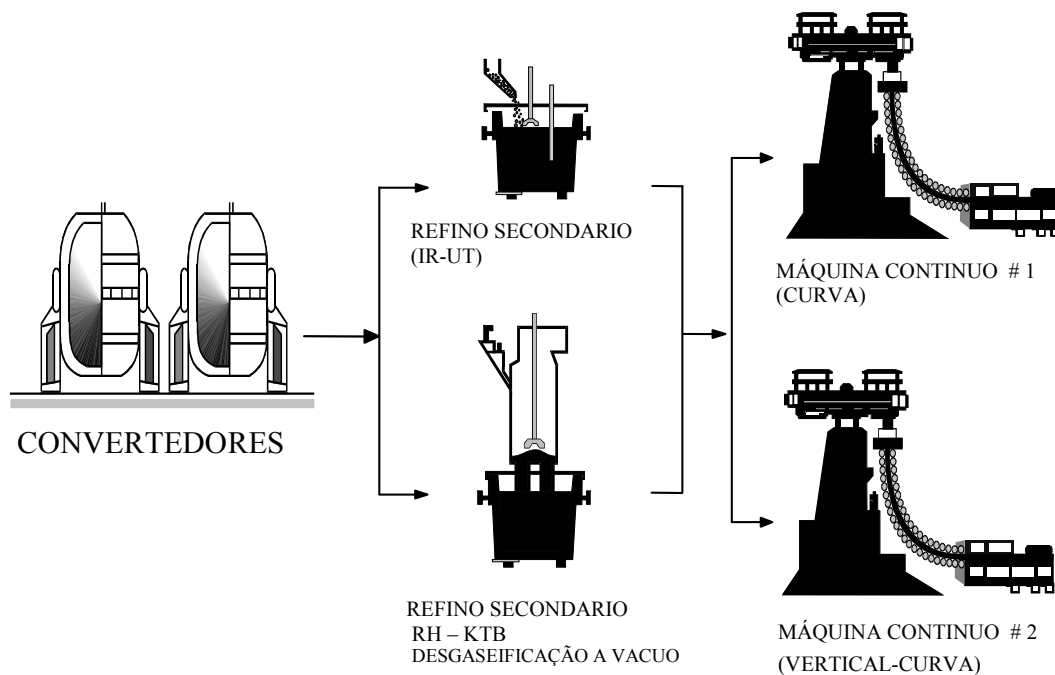 CONVERTEDORES
REFINO SECONDARIO
(IR-UT)
REFINO SECONDARIO
RH – KTB
DESGASEIFICAÇÃO A VACUO
MÁQUINA CONTINUO # 1
(CURVA)
MÁQUINA CONTINUO # 2
(VERTICAL-CURVA)